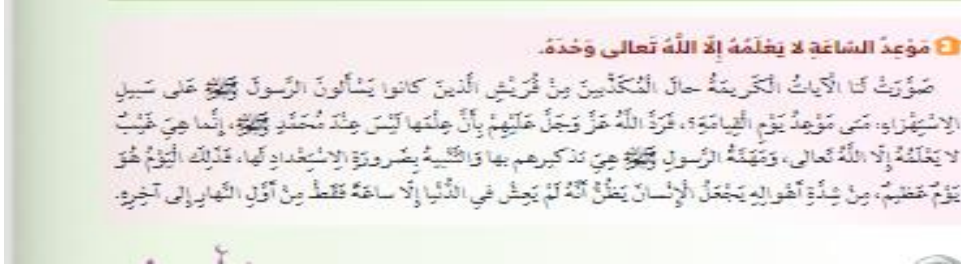 ٤ مَوْعِدُ السّاعَةِ لا يَعْلَمُهُ إِلّا اللَّهُ تَعالى وَحْدَهُ.
صَوَّرَتْ لَنا الْآياتُ الْكَريمَةُ حالَ الْمُكَذِّبينَ مِنْ قُرَيْشٍ الَّذينَ كانوا يَسْأَلونَ الرَّسولَ ﷺ عَلى سَبيلِ
الِاسْتِهْزاءِ: مَتى مَوْعِدُ يَوْمِ الْقِيامَةِ؟، فَرَدَّ اللَّهُ عَزَّ وَجَلَّ عَلَيْهِمْ بِأَنَّ عِلْمَها لَيْسَ عِنْدَ مُحَمَّدٍ ﷺ، إِنَّما هِيَ غَيْبٌ
لا يَعْلَمُهُ إِلّا اللَّهُ تَعالى، وَمُهِمَّةُ الرَّسولِ ﷺ هِيَ تَذكيرهم بها وَالتَّنْبيهُ بِضَرورَةِ الِاسْتِعْدادِ لَها، فَذَلِكَ الْيَوْمُ هُوَ
يَوْمٌ عَظيمٌ، مِنْ شِدَّةِ أَهْوالِهِ يَجْعَلُ الْإِنْسانَ يَظُنُّ أَنَّهُ لَمْ يَعِشْ في الدُّنْيا إِلّا ساعَةً فَقَطْ مِنْ أَوَّلِ النَّهارِ إِلى آخِرِهِ.